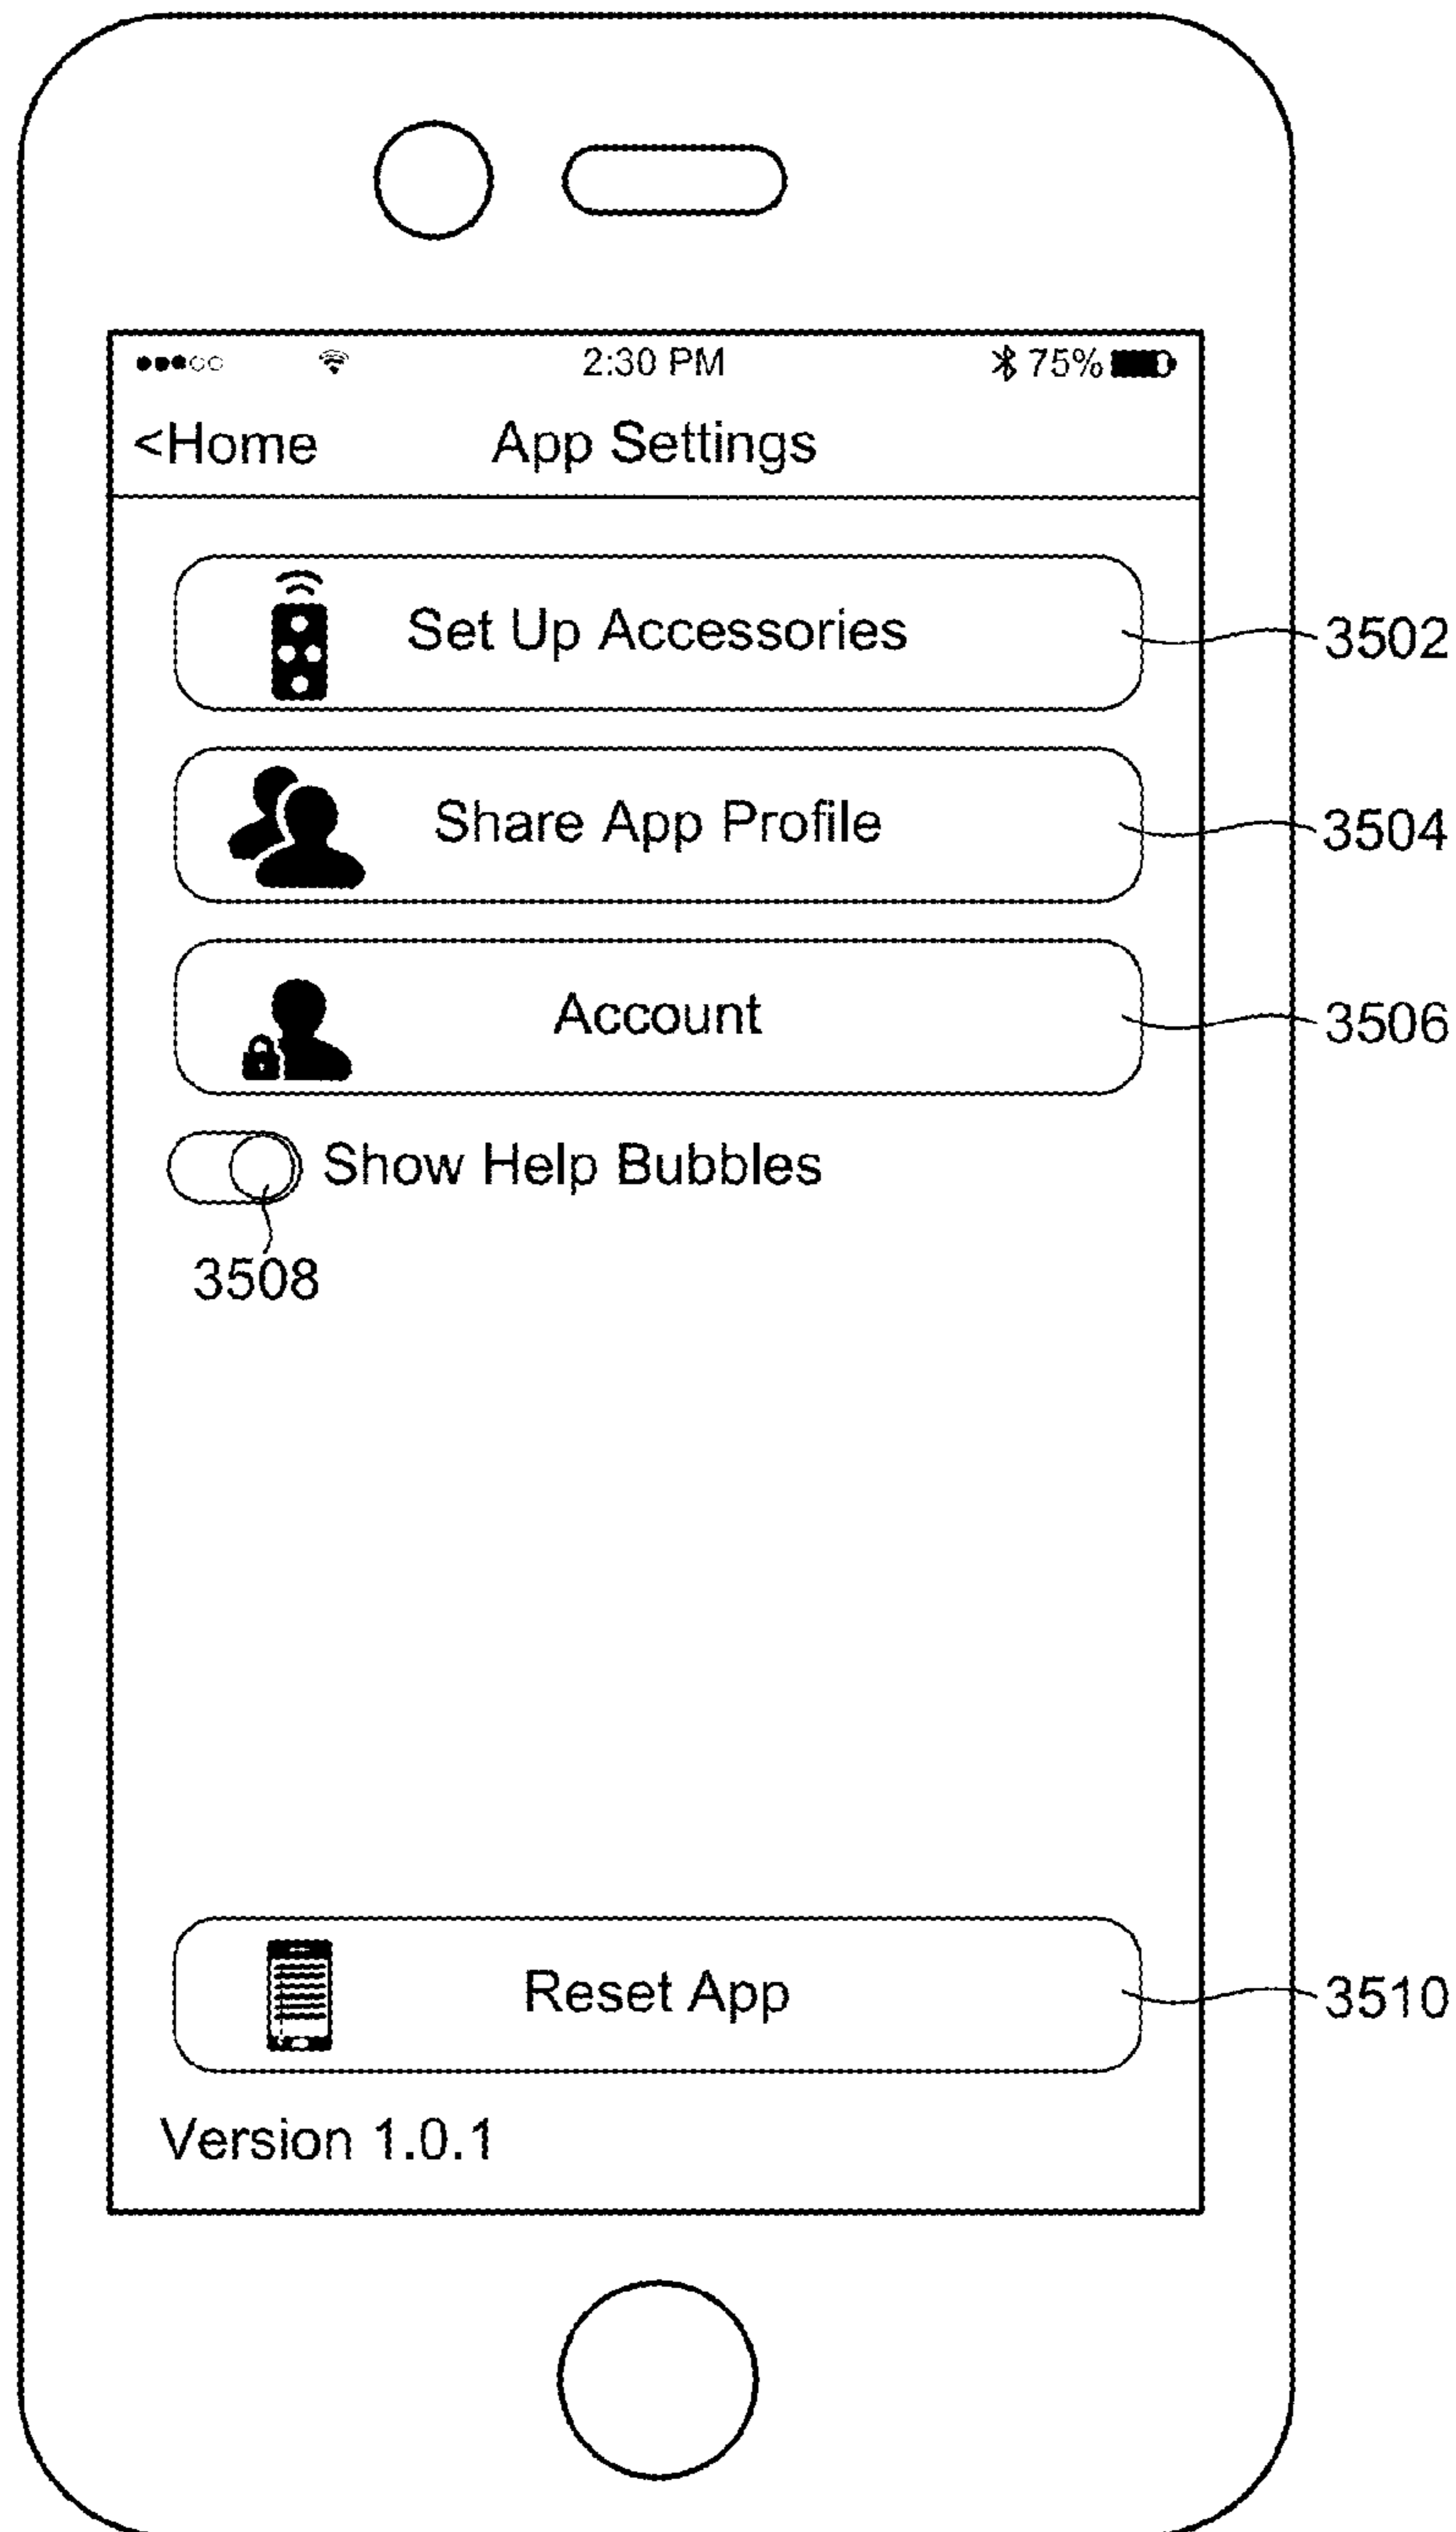 2:30 PM 75%
<Home App Settings
Set Up Accessories 3502
Share App Profile 3504
Account 3506
Show Help Bubbles
3508
Reset App 3510
Version 1.0.1